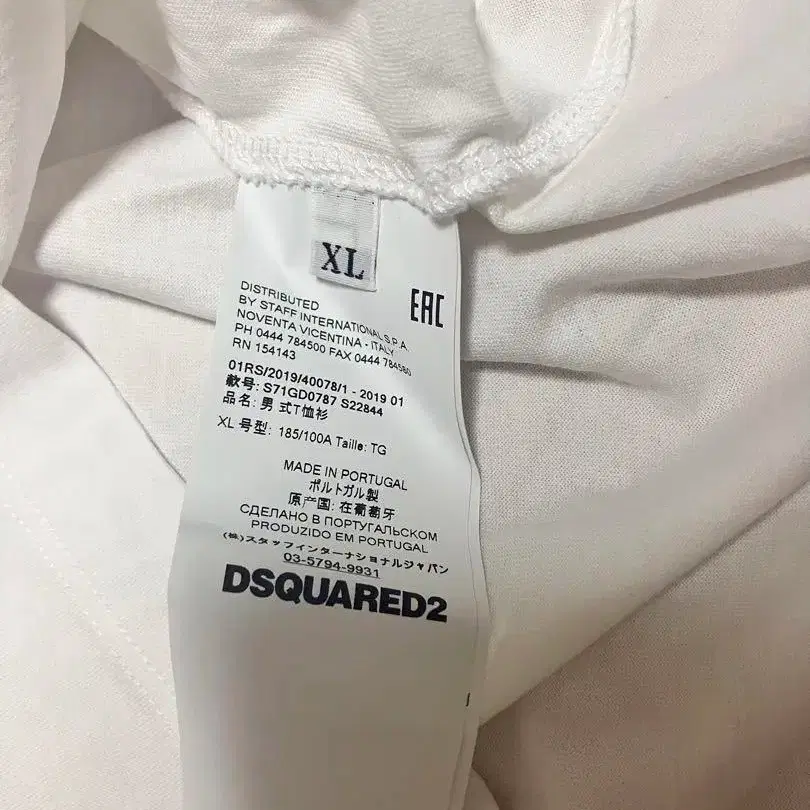 XL
EAC
DISTRIBUTED
BY STAFF INTERNATIONAL S.P.A.
NOVENTA VICENTINA - ITALY
PH 0444 784500 FAX 0444 784560
RN 154143
01RS/2019/40078/1 - 2019 01
款号: S71GD0787 S22844
品名: 男 式T恤衫
XL 号型: 185/100A Taille: TG
MADE IN PORTUGAL
ポルトガル製
原产国: 在葡萄牙
СДЕЛАНО В ПОРТУГАЛЬСКОМ
PRODUZIDO EM PORTUGAL
(株)スタッフインターナショナルジャパン
03-5794-9931
DSQUARED2